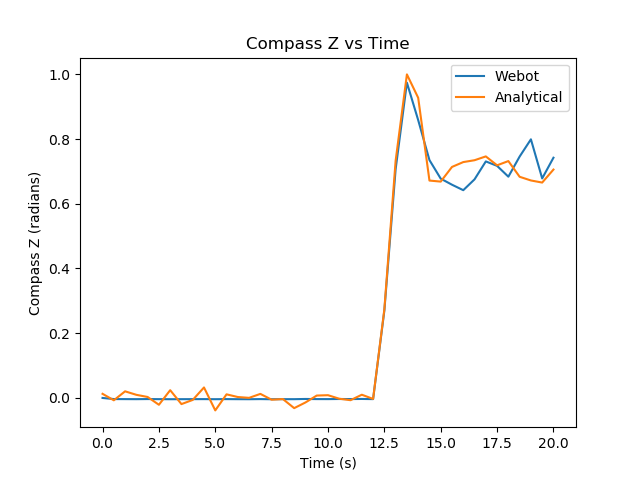 Compass Z vs Time
Webot
Analytical
Compass Z (radians)
1.0
0.8
0.6
0.4
0.2
0.0
0.0 2.5 5.0 7.5 10.0 12.5 15.0 17.5 20.0
Time (s)